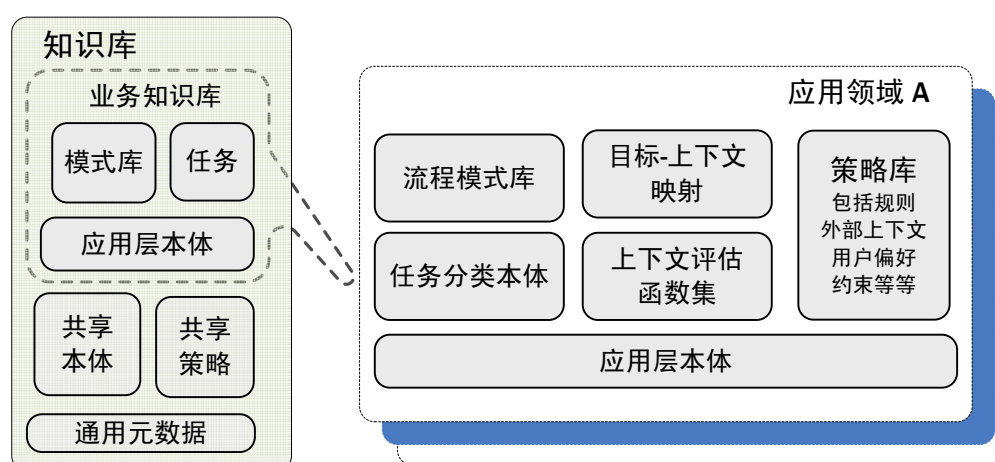 知识库
业务知识库
模式库
任务
应用层本体
共享
本体
共享
策略
通用元数据
应用领域 A
流程模式库
目标-上下文
映射
策略库
包括规则
外部上下文
用户偏好
约束等等
任务分类本体
上下文评估
函数集
应用层本体